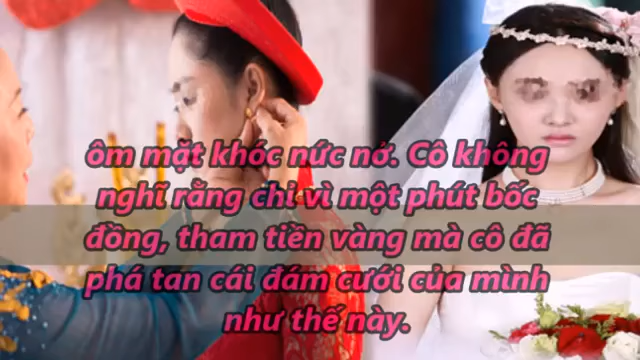 ôm mặt khóc nức nở. Cô không
nghĩ rằng chỉ vì một phút bốc
đồng, tham tiền vàng mà cô đã
phá tan cái đám cưới của mình
như thế này.